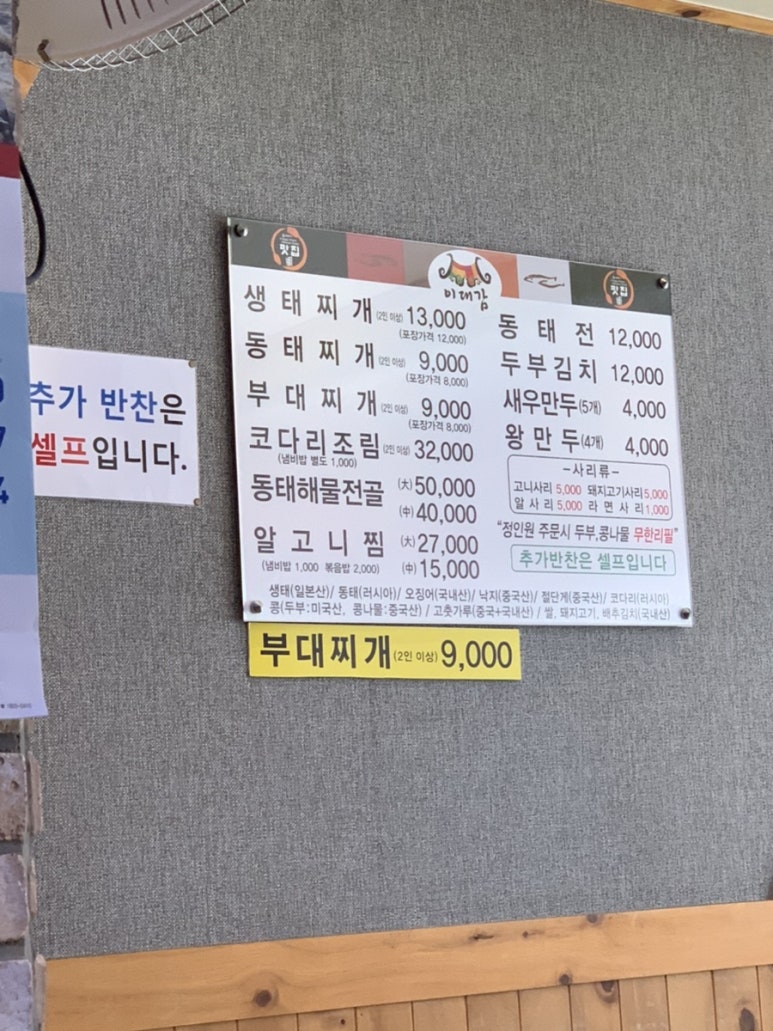 맛집
이대감
맛집
생태찌개 (2인 이상) 13,000
(포장가격 12,000)
동태찌개 (2인 이상) 9,000
(포장가격 8,000)
부대찌개 (2인 이상) 9,000
(포장가격 8,000)
코다리조림 (2인 이상) 32,000
(냄비밥 별도 1,000)
동태해물전골 (大) 50,000
(中) 40,000
알고니찜 (大) 27,000
(냄비밥 1,000 볶음밥 2,000) (中) 15,000
동태전 12,000
두부김치 12,000
새우만두 (5개) 4,000
왕만두 (4개) 4,000
-사리류-
고니사리 5,000 돼지고기사리 5,000
알사리 5,000 라면사리 1,000
"정인원 주문시 두부,콩나물 무한리필"
추가반찬은 셀프입니다
생태(일본산)/ 동태(러시아)/ 오징어(국내산)/ 낙지(중국산)/ 절단게(중국산)/ 코다리(러시아)
콩(두부:미국산, 콩나물:중국산) / 고춧가루(중국+국내산) / 쌀, 돼지고기, 배추김치(국내산)
부대찌개 (2인 이상) 9,000
추가 반찬은
셀프입니다.
7
4